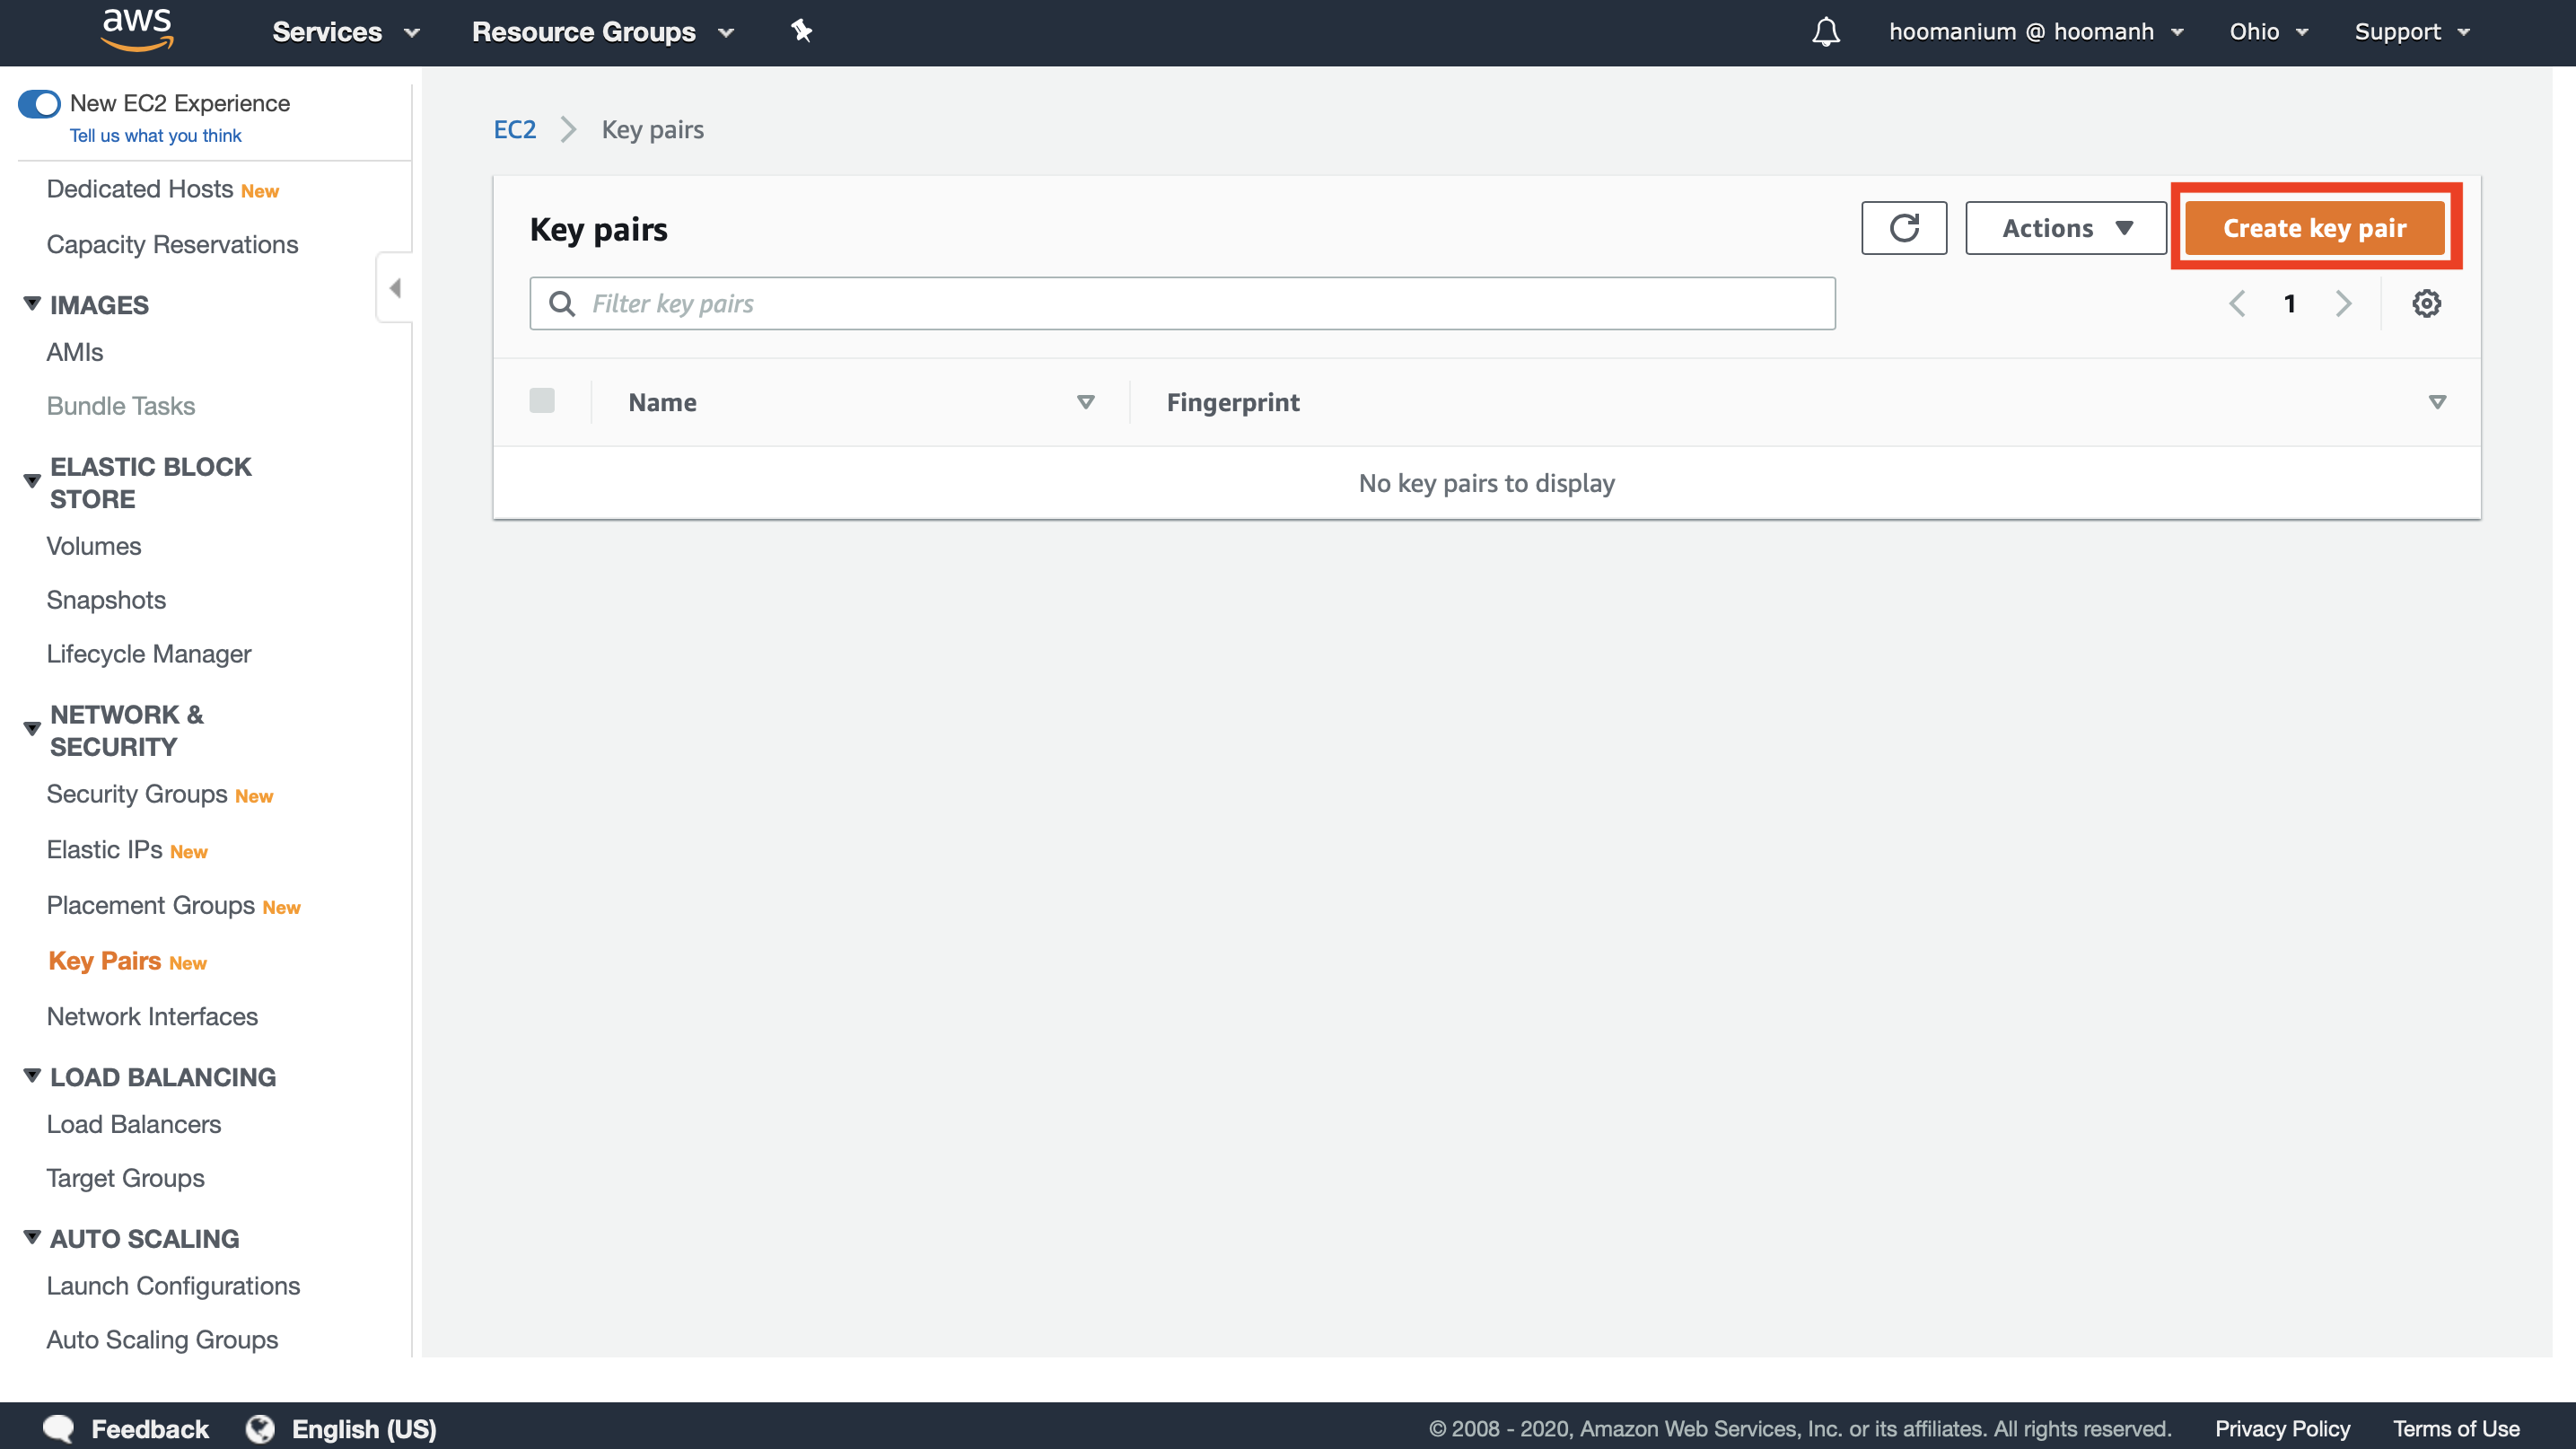 aws
Services
Resource Groups
hoomanium @ hoomanh
Ohio
Support
New EC2 Experience
Tell us what you think
Dedicated Hosts New
Capacity Reservations
IMAGES
AMIs
Bundle Tasks
ELASTIC BLOCK
STORE
Volumes
Snapshots
Lifecycle Manager
NETWORK &
SECURITY
Security Groups New
Elastic IPs New
Placement Groups New
Key Pairs New
Network Interfaces
LOAD BALANCING
Load Balancers
Target Groups
AUTO SCALING
Launch Configurations
Auto Scaling Groups
EC2
Key pairs
Key pairs
Actions
Create key pair
Filter key pairs
1
Name
Fingerprint
No key pairs to display
Feedback
English (US)
© 2008 - 2020, Amazon Web Services, Inc. or its affiliates. All rights reserved.
Privacy Policy
Terms of Use